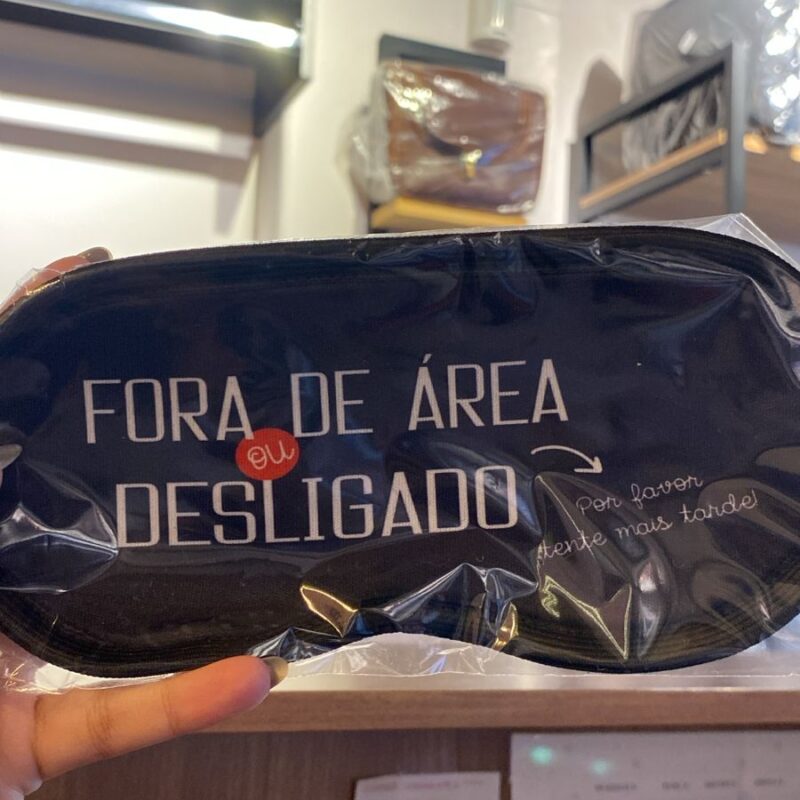 FORA DE ÁREA
ou
DESLIGADO
Por favor
tente mais tarde!